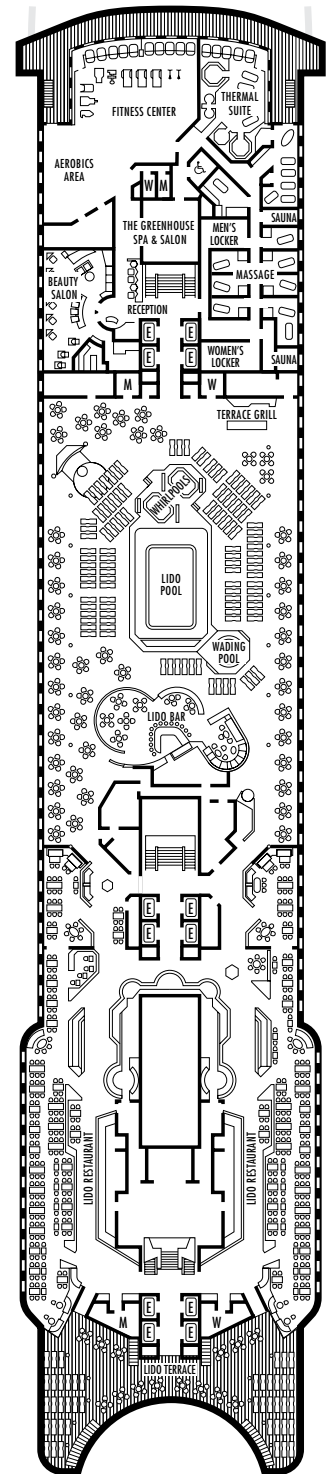 FITNESS CENTER
THERMAL
SUITE
AEROBICS
AREA
W M
SAUNA
THE GREENHOUSE
SPA & SALON
MEN'S
LOCKER
BEAUTY
SALON
MASSAGE
RECEPTION
E E
E E
WOMEN'S
LOCKER
SAUNA
M W
TERRACE GRILL
WHIRLPOOLS
LIDO
POOL
WADING
POOL
LIDO BAR
E E
E E
LIDO RESTAURANT
LIDO RESTAURANT
E E
M W
E E
LIDO TERRACE